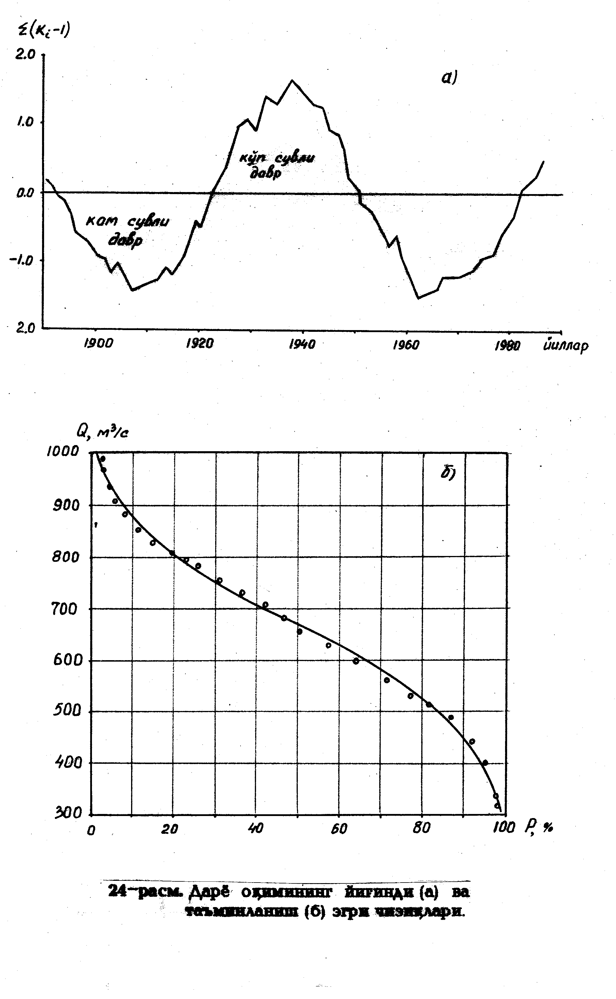 Σ(Кi-1)
2.0
а)
1.0
кўп сувли
давр
0.0
кам сувли
давр
-1.0
2.0
1900 1920 1940 1960 1980 йиллар
Q, м³/с
1000
б)
900
800
700
600
500
400
300
0 20 40 60 80 100 P, %
24-расм. Дарё оқимининг йиғинди (а) ва
таъминланиш (б) эгри чизиқлари.